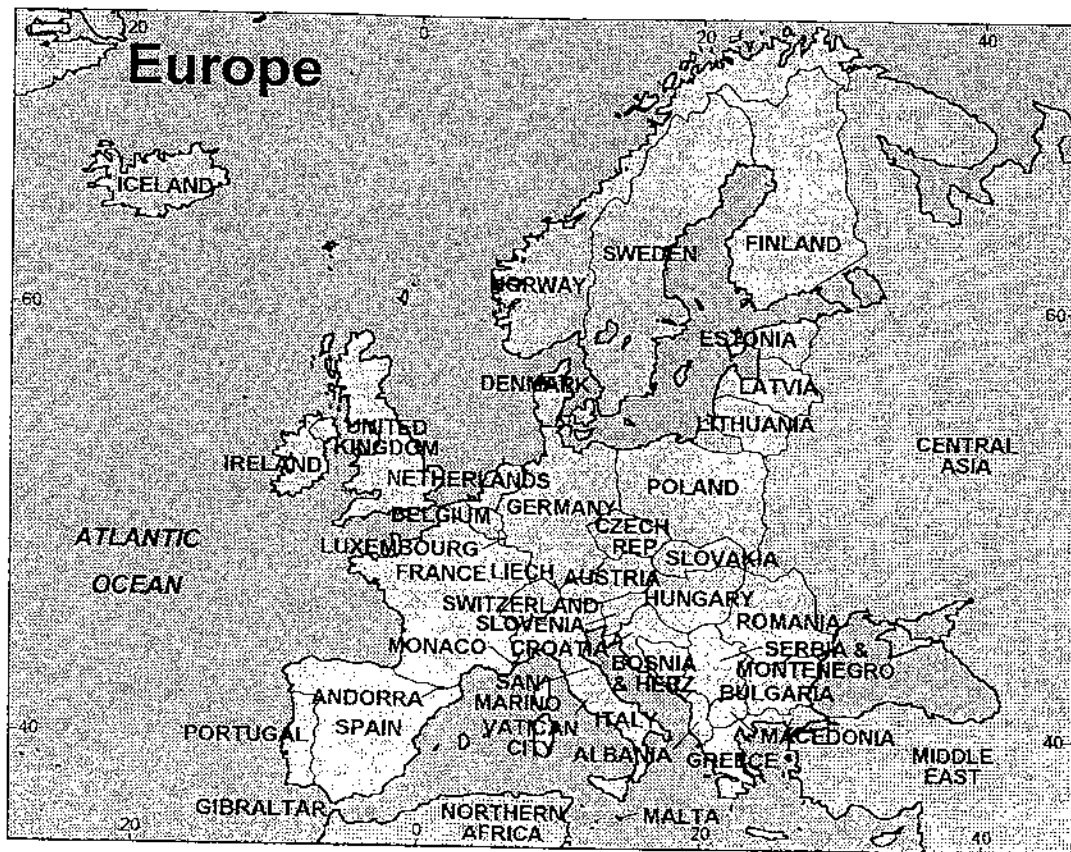 20
0
20
40
Europe
ICELAND
SWEDEN
FINLAND
NORWAY
60
60
ESTONIA
DENMARK
LATVIA
LITHUANIA
UNITED
KINGDOM
IRELAND
CENTRAL
ASIA
NETHERLANDS
POLAND
GERMANY
BELGIUM
CZECH
REP
ATLANTIC
OCEAN
LUXEMBOURG
SLOVAKIA
FRANCE
LIECH
AUSTRIA
SWITZERLAND
HUNGARY
SLOVENIA
ROMANIA
MONACO
CROATIA
SERBIA &
MONTENEGRO
BOSNIA
& HERZ
SAN
MARINO
ANDORRA
BULGARIA
SPAIN
PORTUGAL
VATICAN
CITY
ITALY
ALBANIA
MACEDONIA
GREECE
40
40
MIDDLE
EAST
GIBRALTAR
NORTHERN
AFRICA
MALTA
20
0
20
40